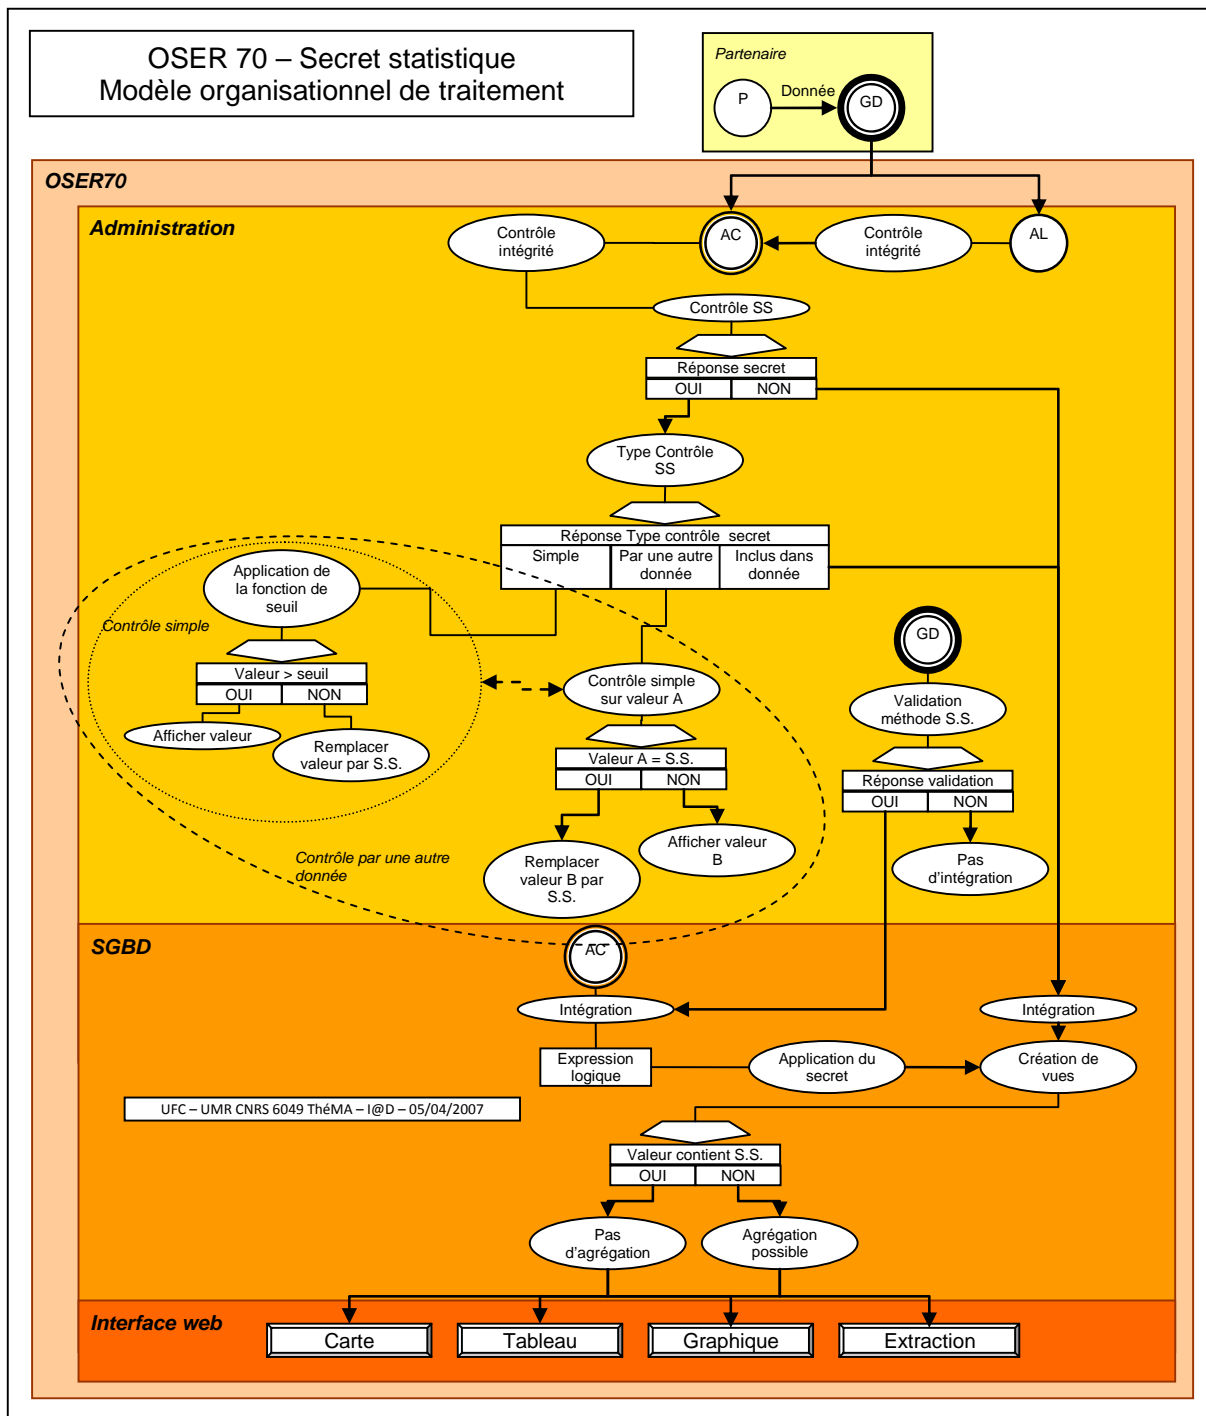 OSER 70 – Secret statistique
Modèle organisationnel de traitement
Partenaire
P
Donnée
GD
OSER70
Administration
Contrôle
intégrité
AC
Contrôle
intégrité
AL
Contrôle SS
Réponse secret
OUI
NON
Type Contrôle
SS
Réponse Type contrôle secret
Simple
Par une autre
donnée
Inclus dans
donnée
Application de
la fonction de
seuil
Contrôle simple
Valeur > seuil
OUI
NON
Afficher valeur
Remplacer
valeur par S.S.
Contrôle simple
sur valeur A
Valeur A = S.S.
OUI
NON
Remplacer
valeur B par
S.S.
Afficher valeur
B
Contrôle par une autre
donnée
GD
Validation
méthode S.S.
Réponse validation
OUI
NON
Pas
d’intégration
SGBD
AC
Intégration
Intégration
Expression
logique
Application du
secret
Création de
vues
UFC – UMR CNRS 6049 ThéMA – I@D – 05/04/2007
Valeur contient S.S.
OUI
NON
Pas
d’agrégation
Agrégation
possible
Interface web
Carte
Tableau
Graphique
Extraction